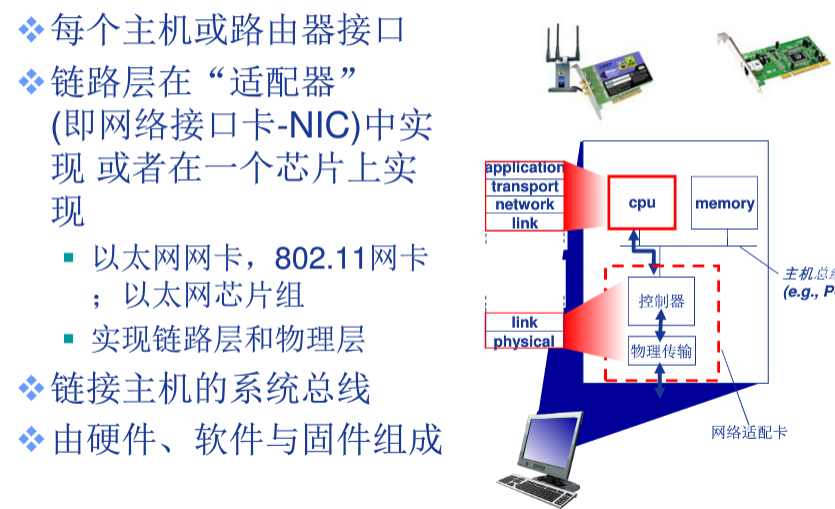 每个主机或路由器接口
链路层在“适配器”
(即网络接口卡-NIC)中实
现 或者在一个芯片上实
现
以太网网卡，802.11网卡
；以太网芯片组
实现链路层和物理层
链接主机的系统总线
由硬件、软件与固件组成
application
transport
network
link
cpu
memory
主机总
(e.g., P
控制器
link
physical
物理传输
网络适配卡